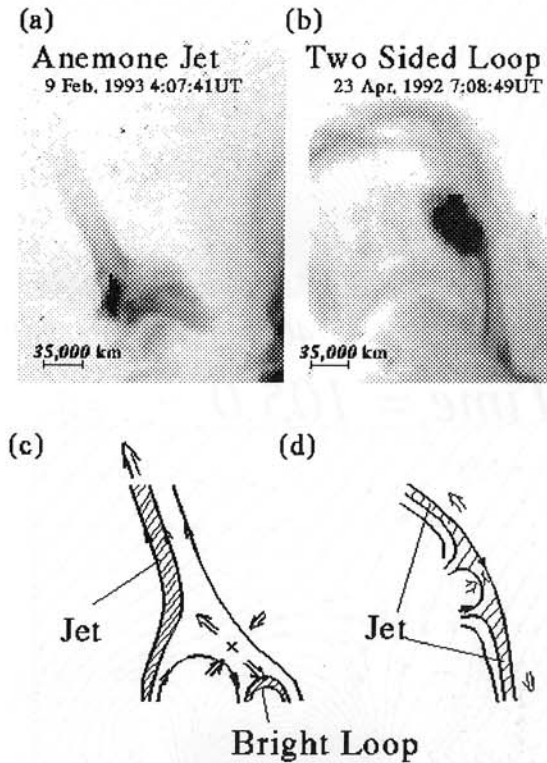 (a)
Anemone Jet
9 Feb, 1993 4:07:41UT
35,000 km
(b)
Two Sided Loop
23 Apr, 1992 7:08:49UT
35,000 km
(c)
Jet
Bright Loop
(d)
Jet